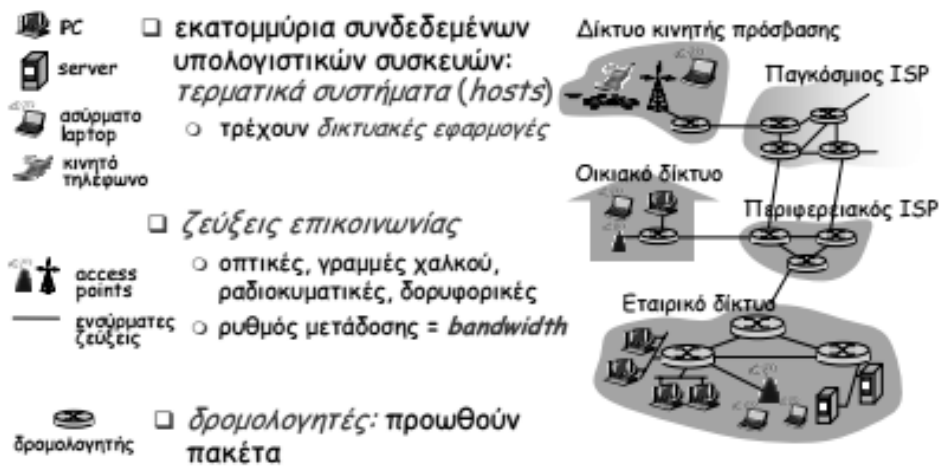 PC
server
ασύρματο
laptop
κινητό
τηλέφωνο
❑ εκατομμύρια συνδεδεμένων
υπολογιστικών συσκευών:
τερματικά συστήματα (hosts)
○ τρέχουν δικτυακές εφαρμογές
access
points
ενσύρματες
ζεύξεις
❑ ζεύξεις επικοινωνίας
○ οπτικές, γραμμές χαλκού,
ραδιοκυματικές, δορυφορικές
○ ρυθμός μετάδοσης = bandwidth
δρομολογητής
❑ δρομολογητές: προωθούν
πακέτα
Δίκτυο κινητής πρόσβασης
Παγκόσμιος ISP
Οικιακό δίκτυο
Περιφερειακός ISP
Εταιρικό δίκτυο